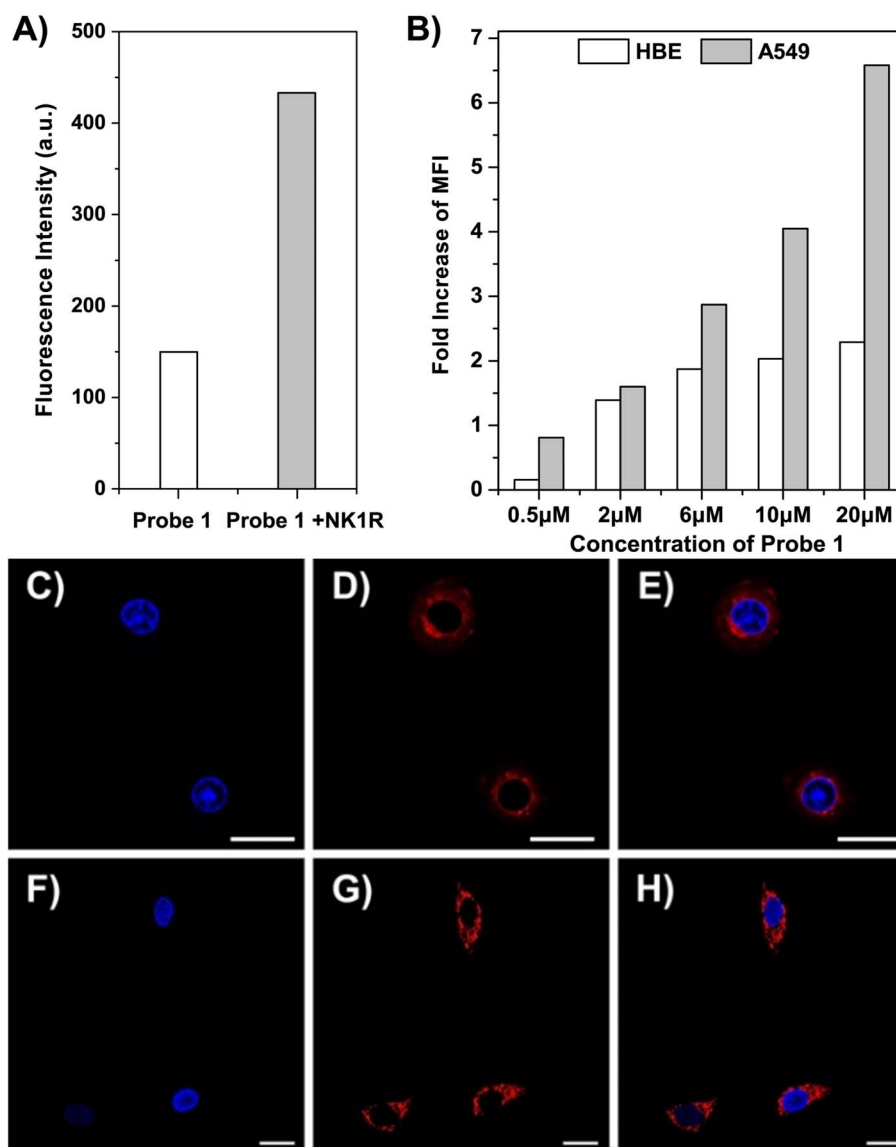 A)
Fluorescence Intensity (a.u.)
500
400
300
200
100
0
Probe 1
Probe 1 +NK1R
B)
Fold Increase of MFI
7
6
5
4
3
2
1
0
HBE
A549
0.5µM
2µM
6µM
10µM
20µM
Concentration of Probe 1
C)
D)
E)
F)
G)
H)